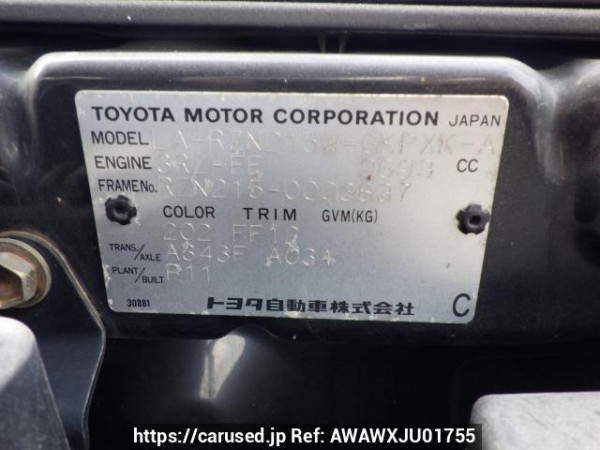 TOYOTA MOTOR CORPORATION JAPAN
MODEL LA-RZN215W-GKPXK-A
ENGINE 3RZ-FE 2693 CC
FRAME No. RZN215-0003637
COLOR TRIM GVM(KG)
202 FF13
TRANS./AXLE A343F A03A
PLANT/BUILT R11
30881 トヨタ自動車株式会社 C
https://carused.jp Ref: AWAWXJU01755